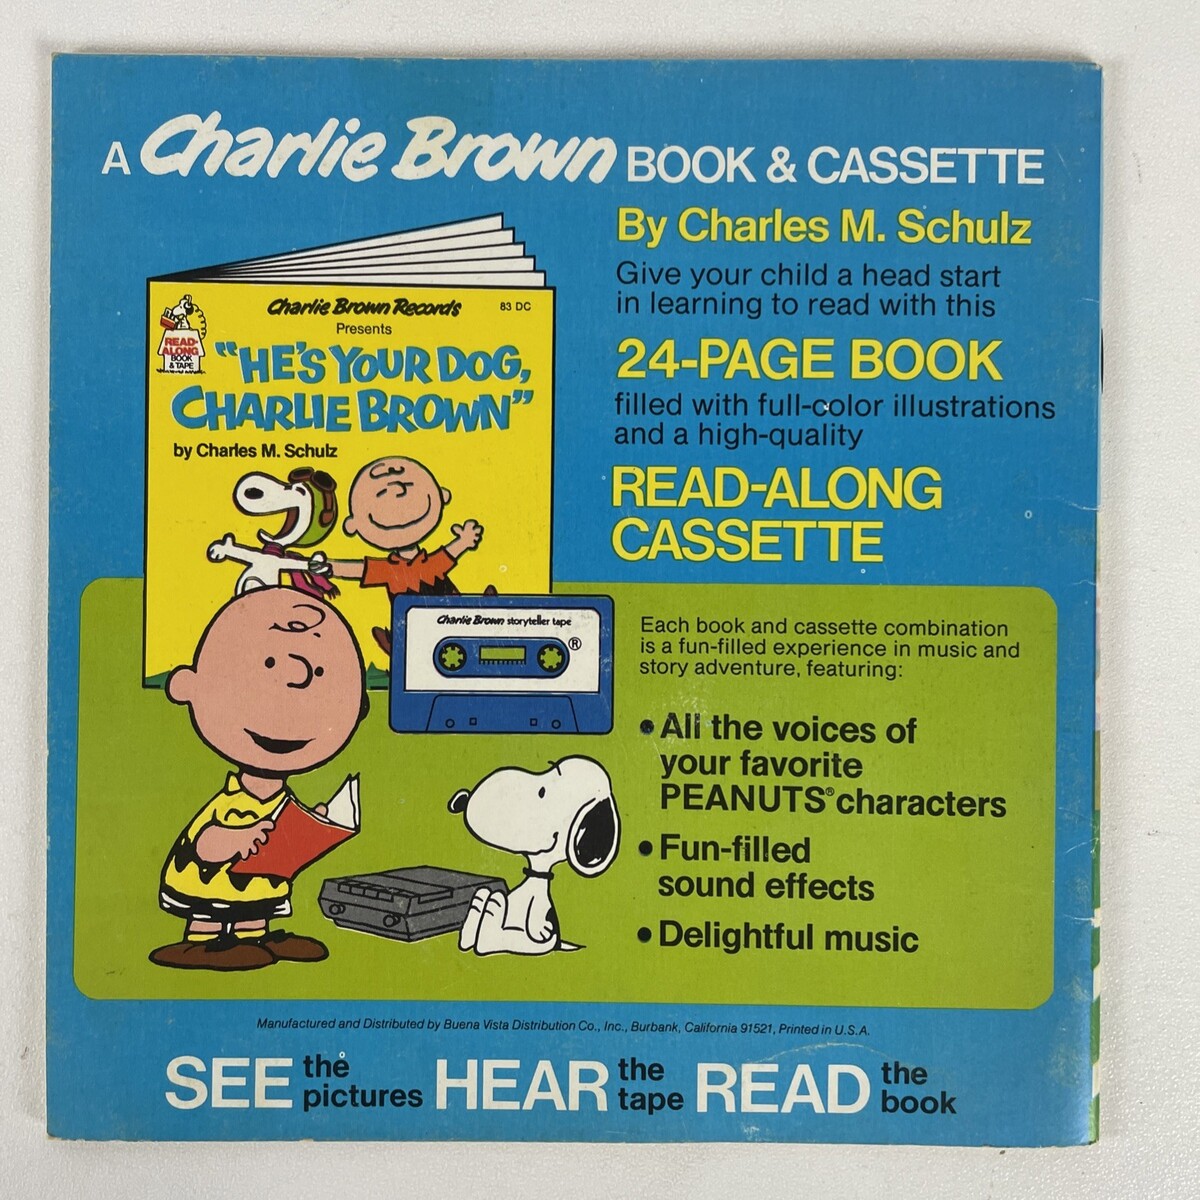 A Charlie Brown BOOK & CASSETTE
By Charles M. Schulz
Give your child a head start
in learning to read with this
24-PAGE BOOK
filled with full-color illustrations
and a high-quality
READ-ALONG
CASSETTE
Charlie Brown Records
83 DC
Presents
READ-
ALONG
BOOK
& TAPE
"HE'S YOUR DOG,
CHARLIE BROWN"
by Charles M. Schulz
Charlie Brown storyteller tape
®
Each book and cassette combination
is a fun-filled experience in music and
story adventure, featuring:
• All the voices of
your favorite
PEANUTS® characters
• Fun-filled
sound effects
• Delightful music
Manufactured and Distributed by Buena Vista Distribution Co., Inc., Burbank, California 91521, Printed in U.S.A.
SEE the pictures HEAR the tape READ the book